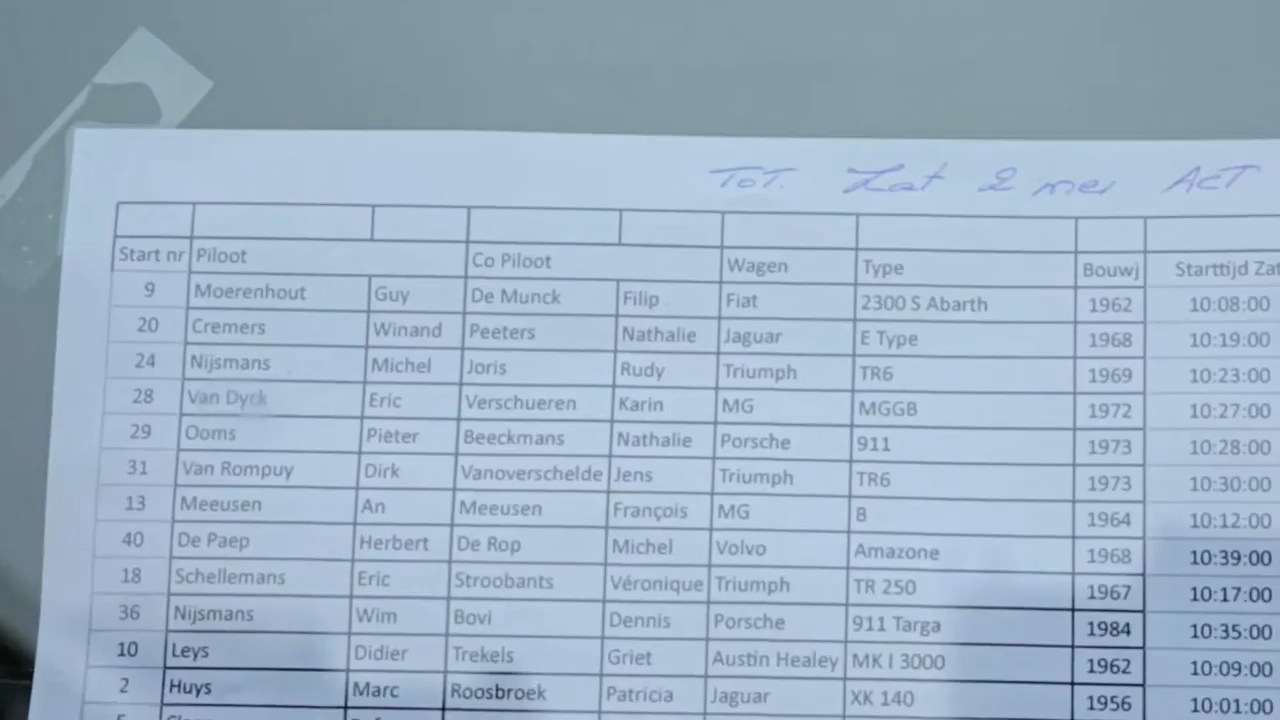 TOT. Zat 2 mei ACT
Start nr Piloot Co Piloot Wagen Type Bouwj Starttijd Zat
9 Moerenhout Guy De Munck Filip Fiat 2300 S Abarth 1962 10:08:00
20 Cremers Winand Peeters Nathalie Jaguar E Type 1968 10:19:00
24 Nijsmans Michel Joris Rudy Triumph TR6 1969 10:23:00
28 Van Dyck Eric Verschueren Karin MG MGGB 1972 10:27:00
29 Ooms Pieter Beeckmans Nathalie Porsche 911 1973 10:28:00
31 Van Rompuy Dirk Vanoverschelde Jens Triumph TR6 1973 10:30:00
13 Meeusen An Meeusen François MG B 1964 10:12:00
40 De Paep Herbert De Rop Michel Volvo Amazone 1968 10:39:00
18 Schellemans Eric Stroobants Véronique Triumph TR 250 1967 10:17:00
36 Nijsmans Wim Bovi Dennis Porsche 911 Targa 1984 10:35:00
10 Leys Didier Trekels Griet Austin Healey MK I 3000 1962 10:09:00
2 Huys Marc Roosbroek Patricia Jaguar XK 140 1956 10:01:00